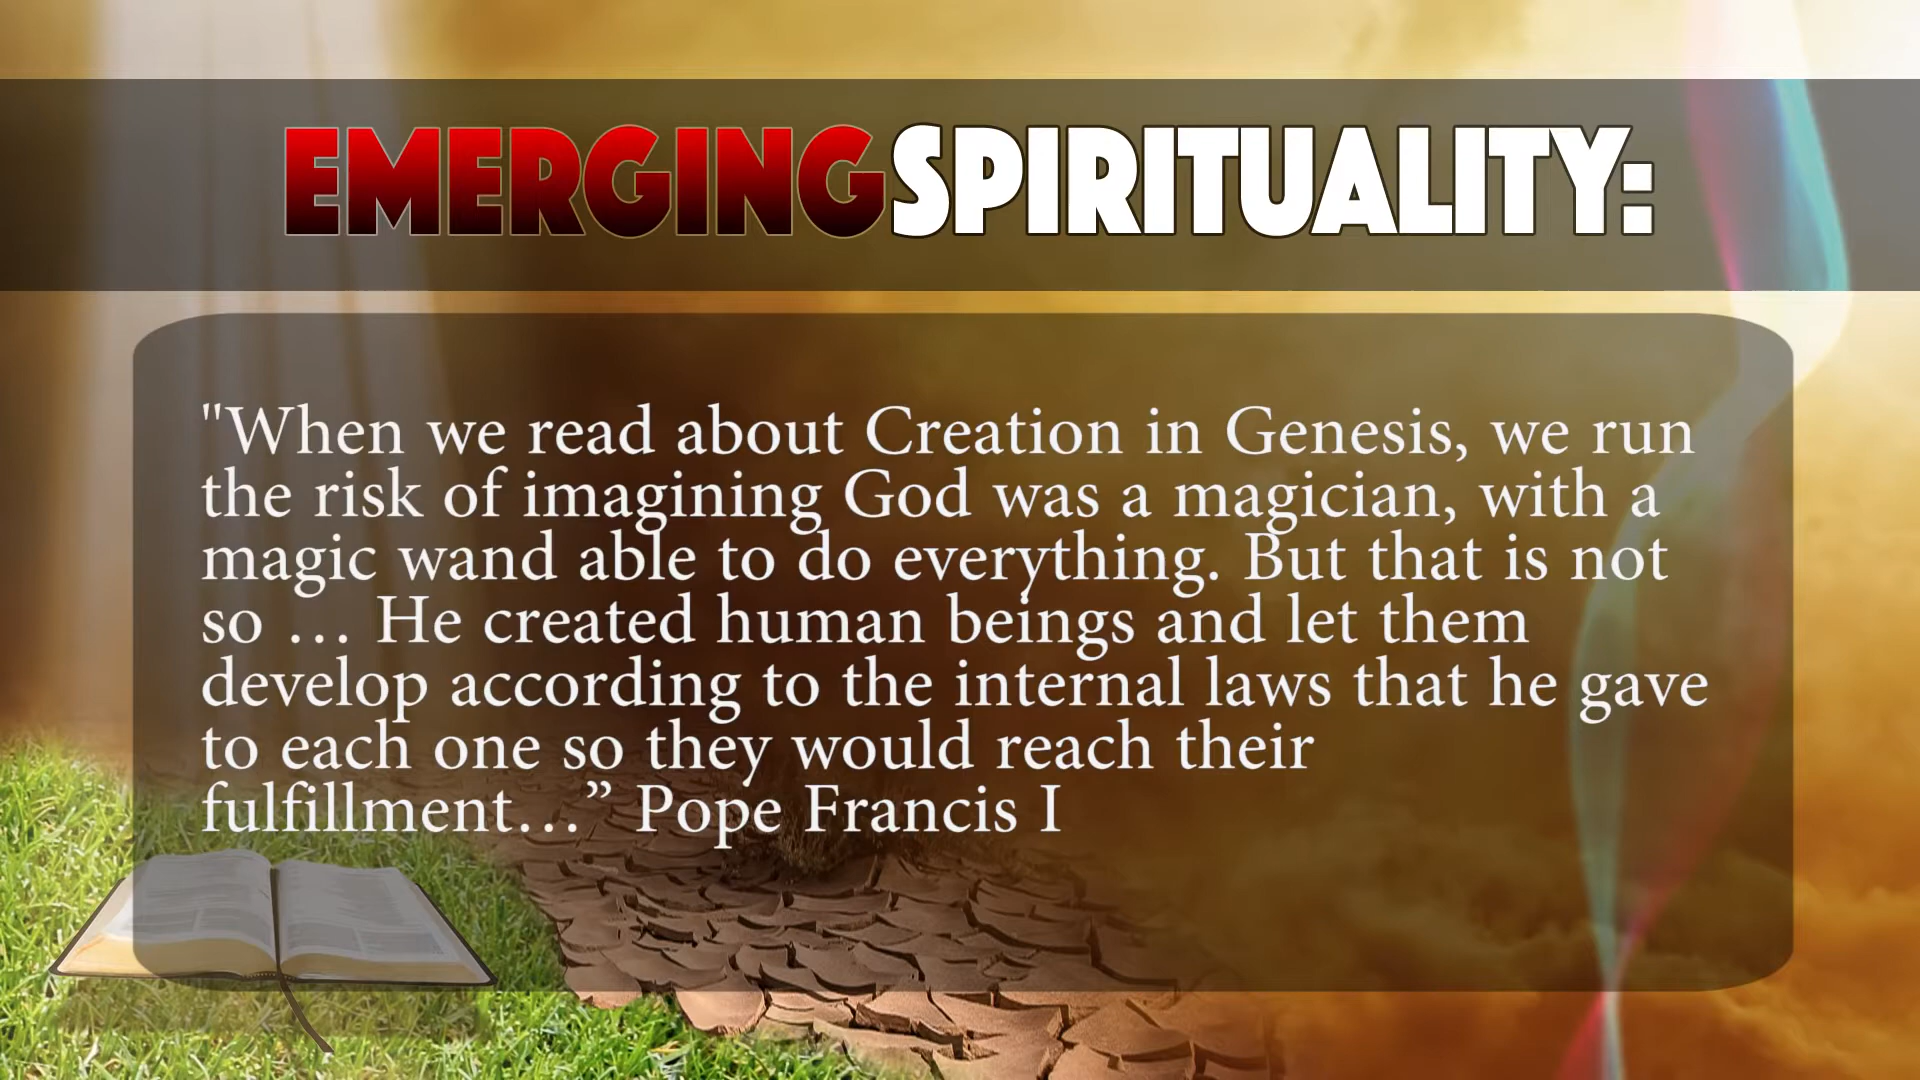 EMERGING SPIRITUALITY:
"When we read about Creation in Genesis, we run
the risk of imagining God was a magician, with a
magic wand able to do everything. But that is not
so … He created human beings and let them
develop according to the internal laws that he gave
to each one so they would reach their
fulfillment…” Pope Francis I